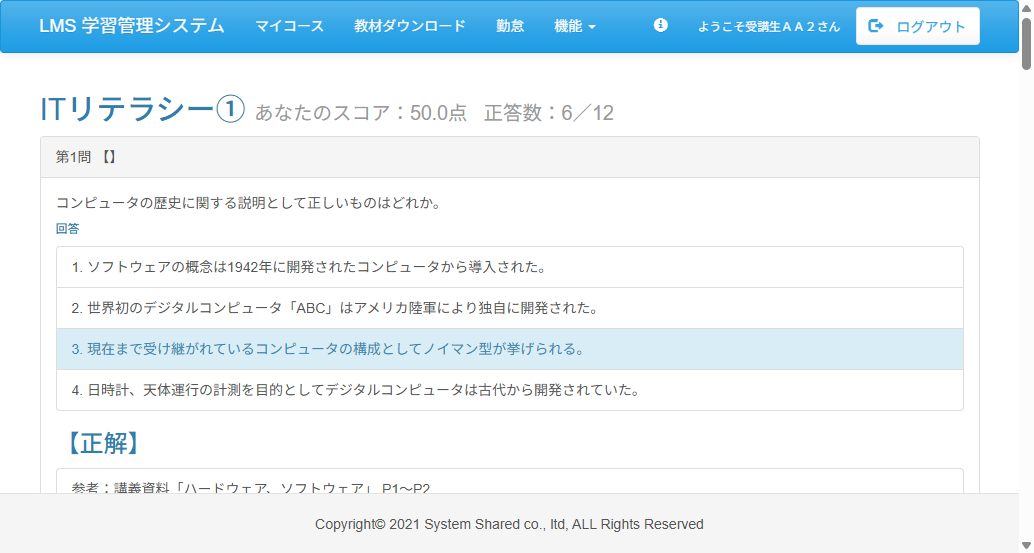 LMS 学習管理システム マイコース 教材ダウンロード 勤怠 機能 ようこそ受講生ＡＡ２さん ログアウト
ITリテラシー① あなたのスコア：50.0点 正答数：6／12
第1問 【】
コンピュータの歴史に関する説明として正しいものはどれか。
回答
1. ソフトウェアの概念は1942年に開発されたコンピュータから導入された。
2. 世界初のデジタルコンピュータ「ABC」はアメリカ陸軍により独自に開発された。
3. 現在まで受け継がれているコンピュータの構成としてノイマン型が挙げられる。
4. 日時計、天体運行の計測を目的としてデジタルコンピュータは古代から開発されていた。
【正解】
参考：講義資料「ハードウェア、ソフトウェア」 P1～P2
Copyright© 2021 System Shared co., ltd, ALL Rights Reserved